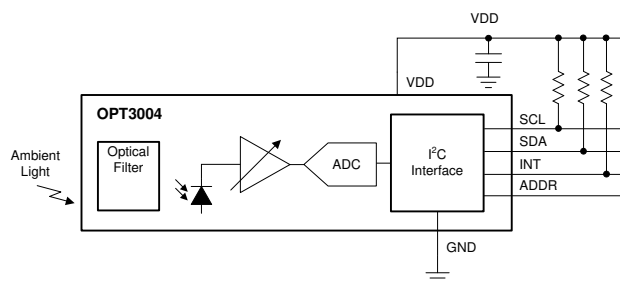 VDD
VDD
OPT3004
SCL
SDA
INT
ADDR
Ambient
Light
Optical
Filter
ADC
I²C
Interface
GND